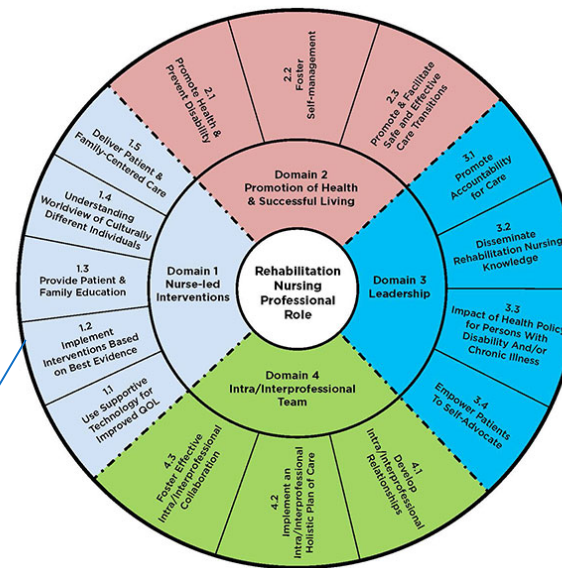 Rehabilitation
Nursing
Professional
Role
Domain 1
Nurse-led
Interventions
1.1
Use Supportive
Technology for
Improved QOL
1.2
Implement
Interventions Based
on Best Evidence
1.3
Provide Patient
& Family Education
1.4
Understanding
Worldview of Culturally
Different Individuals
1.5
Deliver Patient &
Family-Centered Care
Domain 2
Promotion of Health
& Successful Living
2.1
Promote Health &
Prevent Disability
2.2
Foster
Self-management
2.3
Promote & Facilitate
Safe and Effective
Care Transitions
Domain 3
Leadership
3.1
Promote
Accountability
for Care
3.2
Disseminate
Rehabilitation Nursing
Knowledge
3.3
Impact of Health Policy
for Persons With
Disability And/or
Chronic Illness
3.4
Empower Patients
To Self-Advocate
Domain 4
Intra/Interprofessional
Team
4.1
Develop
Intra/Interprofessional
Relationships
4.2
Implement an
Intra/Interprofessional
Holistic Plan of Care
4.3
Foster Effective
Intra/Interprofessional
Collaboration